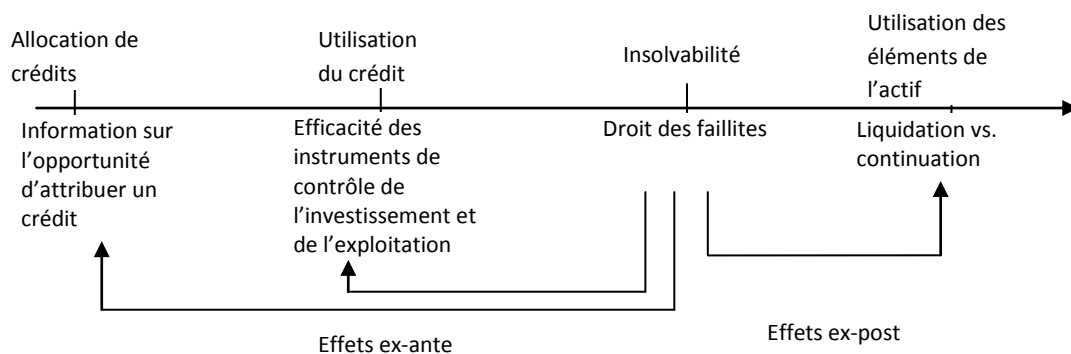 Allocation de
crédits
Utilisation
du crédit
Insolvabilité
Utilisation des
éléments de
l'actif
Information sur
l'opportunité
d'attribuer un
crédit
Efficacité des
instruments de
contrôle de
l'investissement et
de l'exploitation
Droit des faillites
Liquidation vs.
continuation
Effets ex-ante
Effets ex-post